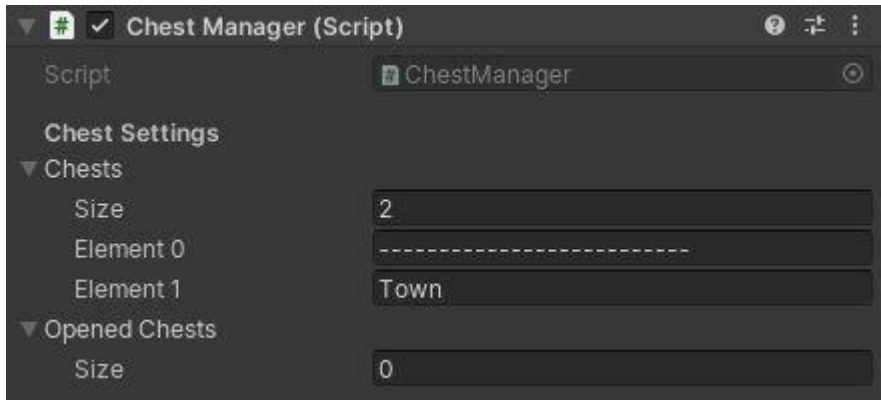 # Chest Manager (Script)
Script # ChestManager
Chest Settings
Chests
Size 2
Element 0 --------------------------
Element 1 Town
Opened Chests
Size 0